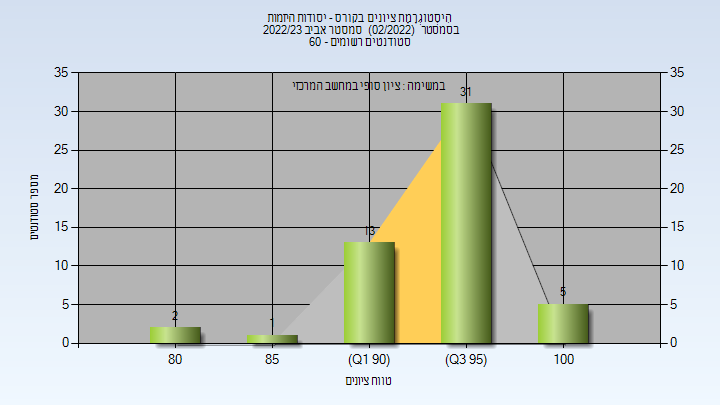 היסטוגרמת ציונים בקורס - יסודות היזמות
בסמסטר (02/2022) סמסטר אביב 2022/23
סטודנטים רשומים - 60
במשימה : ציון סופי במחשב המרכזי
35 35
30 30
25 25
20 20
15 15
10 10
5 5
0 0
31
13
5
2
1
מספר סטודנטים
80 85 (Q1 90) (Q3 95) 100
טווח ציונים